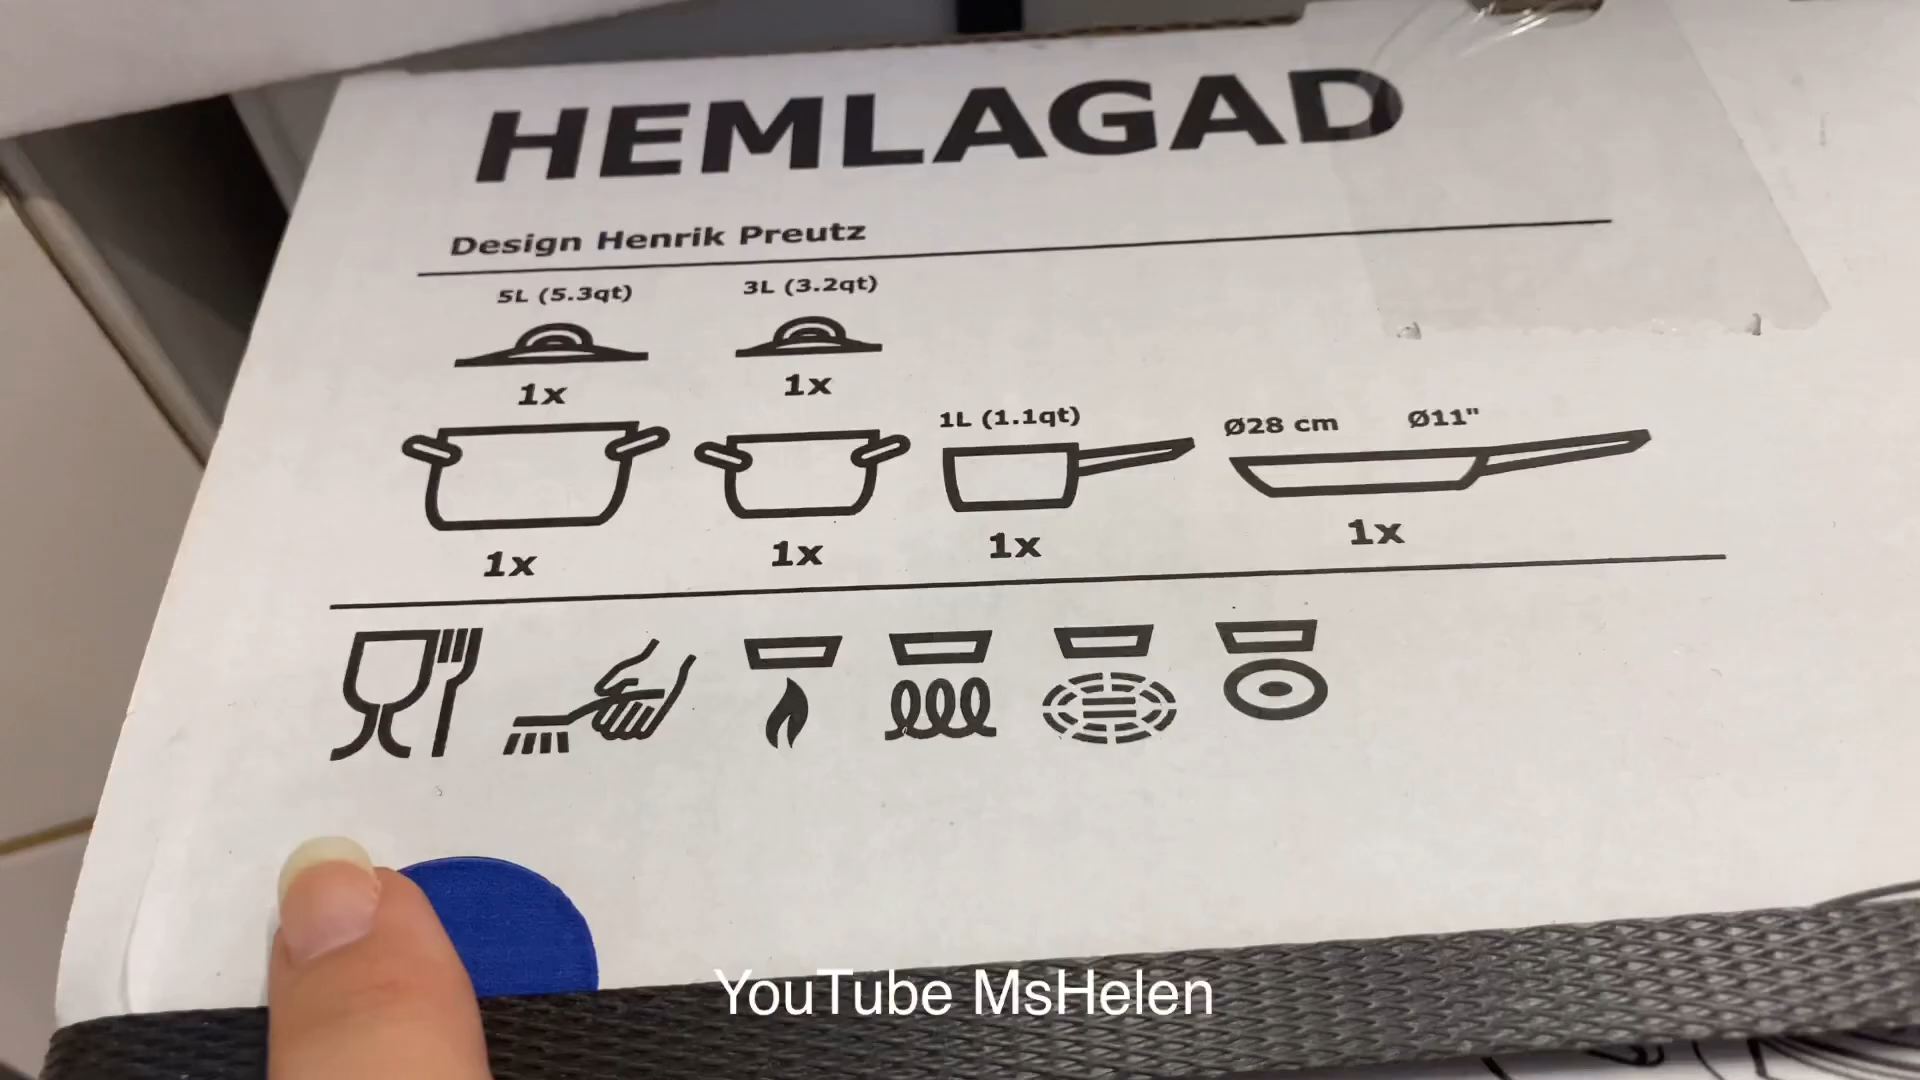 HEMLAGAD
Design Henrik Preutz
5L (5.3qt) 3L (3.2qt)
1x 1x
1L (1.1qt) Ø28 cm Ø11"
1x 1x 1x 1x
YouTube MsHelen